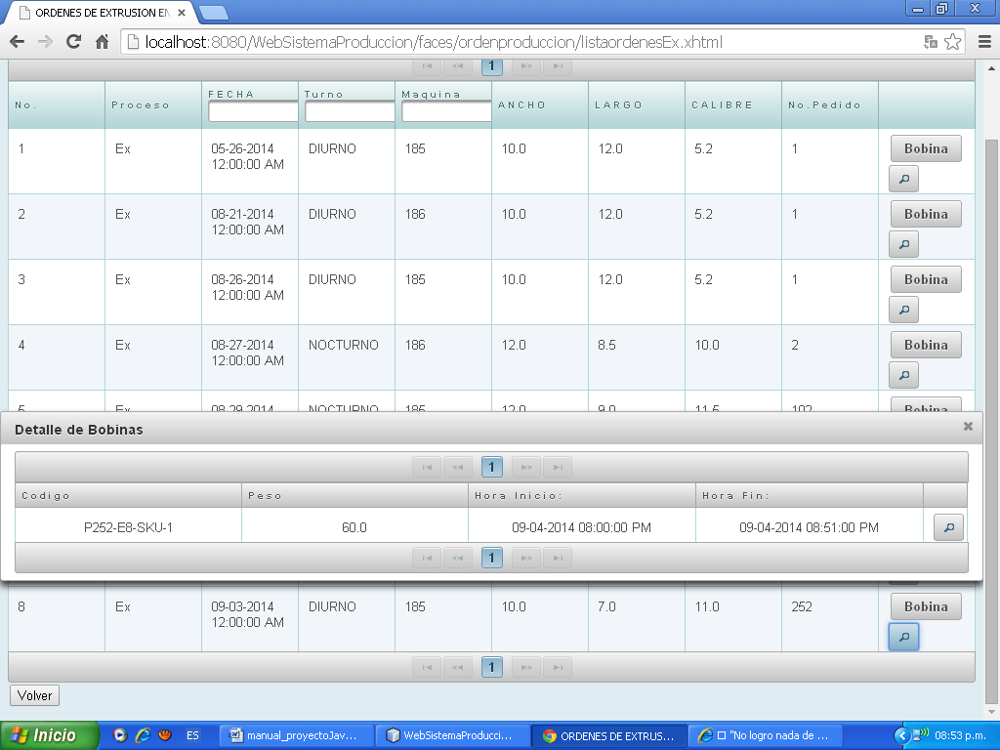 ORDENES DE EXTRUSION EN
localhost:8080/WebSistemaProduccion/faces/ordenproduccion/listaordenesEx.xhtml
1
No. Proceso FECHA Turno Maquina ANCHO LARGO CALIBRE No.Pedido
1 Ex 05-26-2014 12:00:00 AM DIURNO 185 10.0 12.0 5.2 1 Bobina
2 Ex 08-21-2014 12:00:00 AM DIURNO 186 10.0 12.0 5.2 1 Bobina
3 Ex 08-26-2014 12:00:00 AM DIURNO 185 10.0 12.0 5.2 1 Bobina
4 Ex 08-27-2014 12:00:00 AM NOCTURNO 186 12.0 8.5 10.0 2 Bobina
5 Ex 08-29-2014 NOCTURNO 185 12.0 9.0 11.5 102 Bobina
Detalle de Bobinas
1
Codigo Peso Hora Inicio: Hora Fin:
P252-E8-SKU-1 60.0 09-04-2014 08:00:00 PM 09-04-2014 08:51:00 PM
1
8 Ex 09-03-2014 12:00:00 AM DIURNO 185 10.0 7.0 11.0 252 Bobina
1
Volver
Inicio ES manual_proyectoJav... WebSistemaProducci... ORDENES DE EXTRUS... "No logro nada de ... 08:53 p.m.